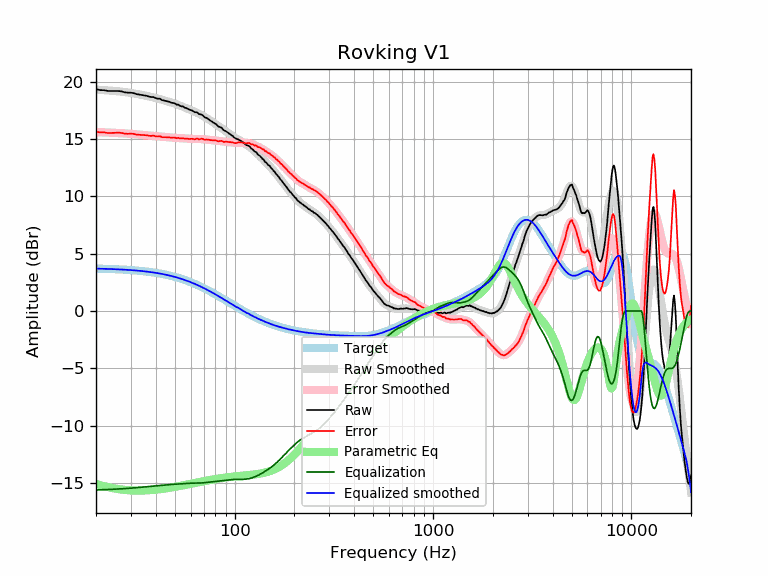 Rovking V1
Amplitude (dBr)
20
15
10
5
0
−5
−10
−15
Target
Raw Smoothed
Error Smoothed
Raw
Error
Parametric Eq
Equalization
Equalized smoothed
100 1000 10000
Frequency (Hz)